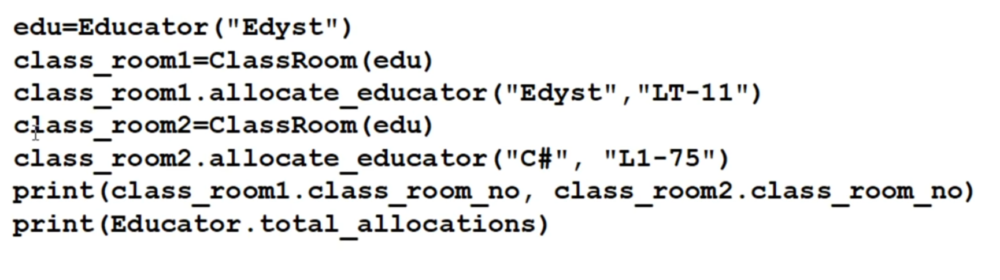 edu=Educator("Edyst")
class_room1=ClassRoom(edu)
class_room1.allocate_educator("Edyst","LT-11")
class_room2=ClassRoom(edu)
class_room2.allocate_educator("C#", "L1-75")
print(class_room1.class_room_no, class_room2.class_room_no)
print(Educator.total_allocations)